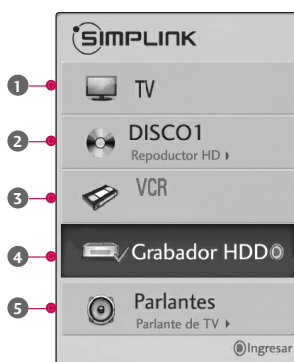 SIMPLINK
1 TV
2 DISCO1
Repoductor HD
3 VCR
4 Grabador HDD
5 Parlantes
Parlante de TV
Ingresar